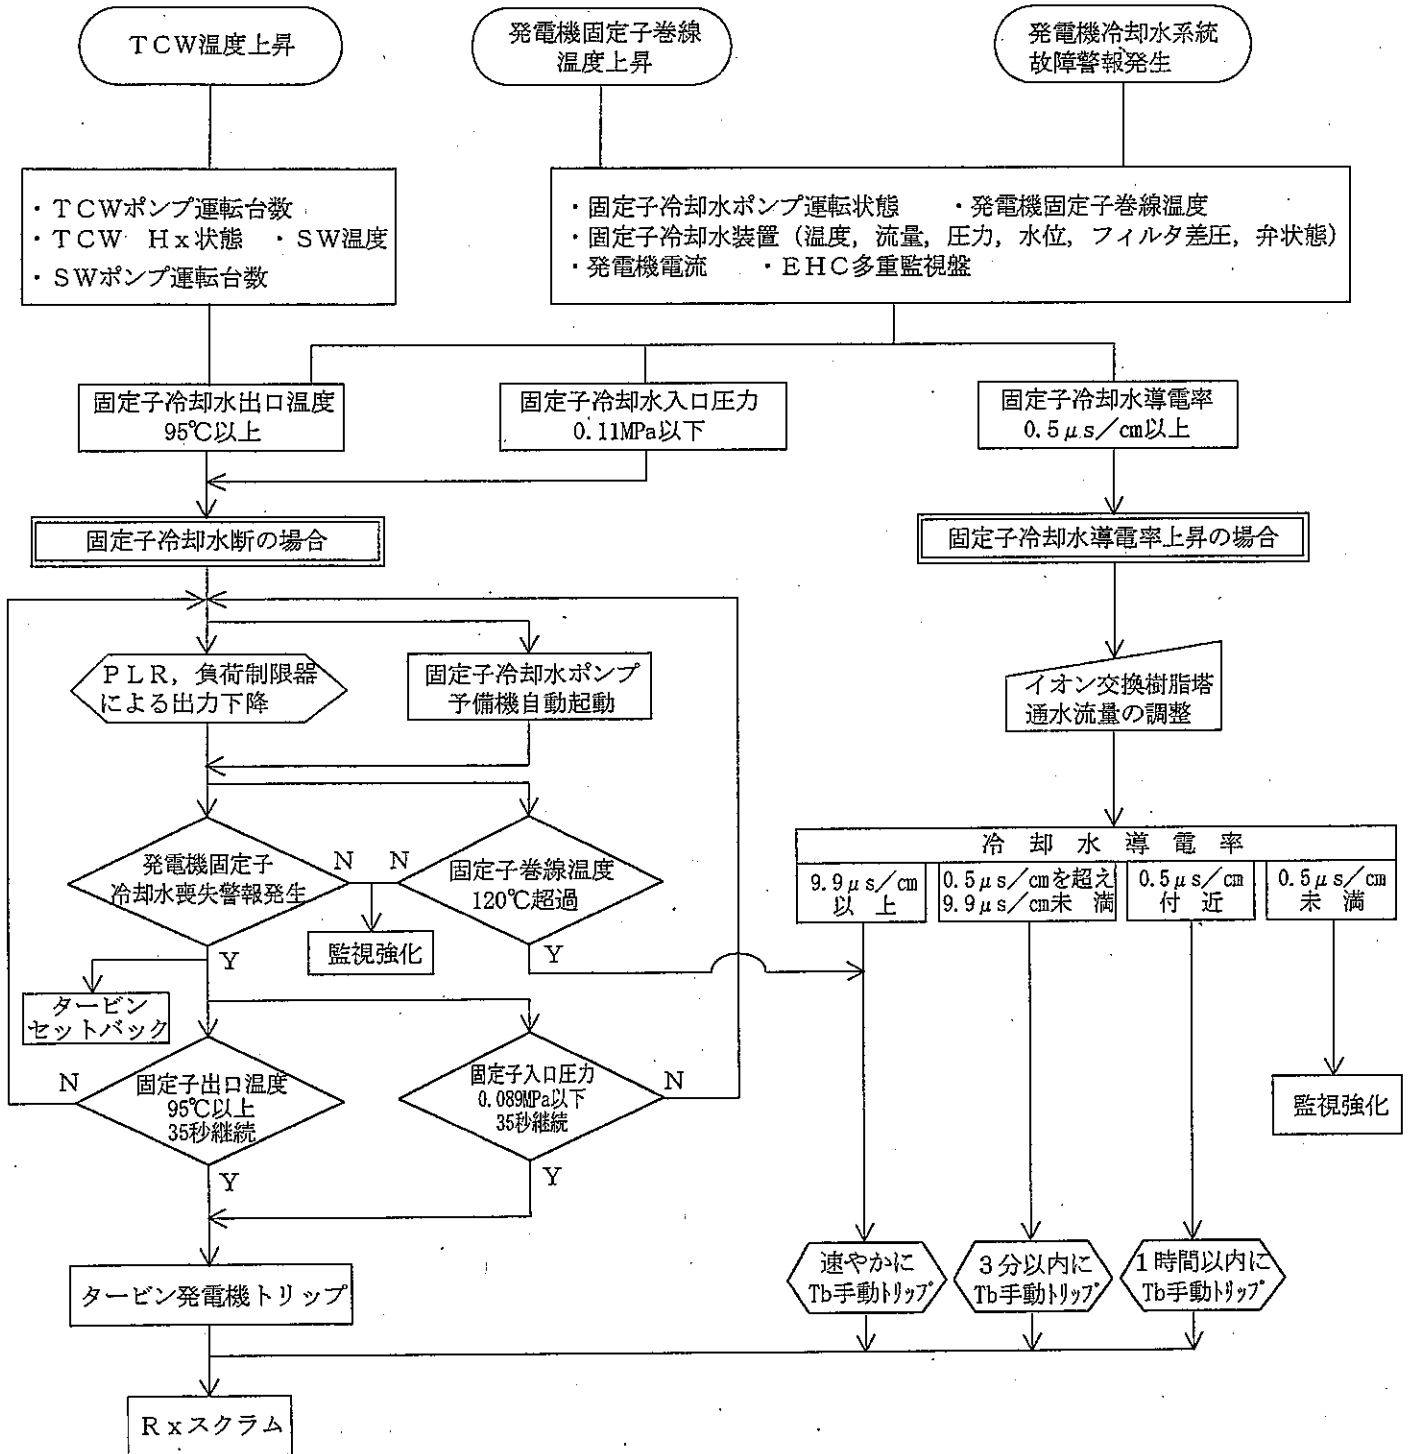 TCW温度上昇
発電機固定子巻線
温度上昇
発電機冷却水系統
故障警報発生
・TCWポンプ運転台数
・TCW Hx状態 ・SW温度
・SWポンプ運転台数
・固定子冷却水ポンプ運転状態 ・発電機固定子巻線温度
・固定子冷却水装置（温度，流量，圧力，水位，フィルタ差圧，弁状態）
・発電機電流 ・EHC多重監視盤
固定子冷却水出口温度
95℃以上
固定子冷却水入口圧力
0.11MPa以下
固定子冷却水導電率
0.5μs／cm以上
固定子冷却水断の場合
固定子冷却水導電率上昇の場合
PLR，負荷制限器
による出力下降
固定子冷却水ポンプ
予備機自動起動
イオン交換樹脂塔
通水流量の調整
発電機固定子
冷却水喪失警報発生
N
N
固定子巻線温度
120℃超過
冷却水導電率
9.9μs／cm
以上
0.5μs／cmを超え
9.9μs／cm未満
0.5μs／cm
付近
0.5μs／cm
未満
Y
監視強化
Y
タービン
セットバック
N
固定子出口温度
95℃以上
35秒継続
固定子入口圧力
0.089MPa以下
35秒継続
N
監視強化
Y
Y
タービン発電機トリップ
速やかに
Tb手動トリップ
3分以内に
Tb手動トリップ
1時間以内に
Tb手動トリップ
Rxスクラム